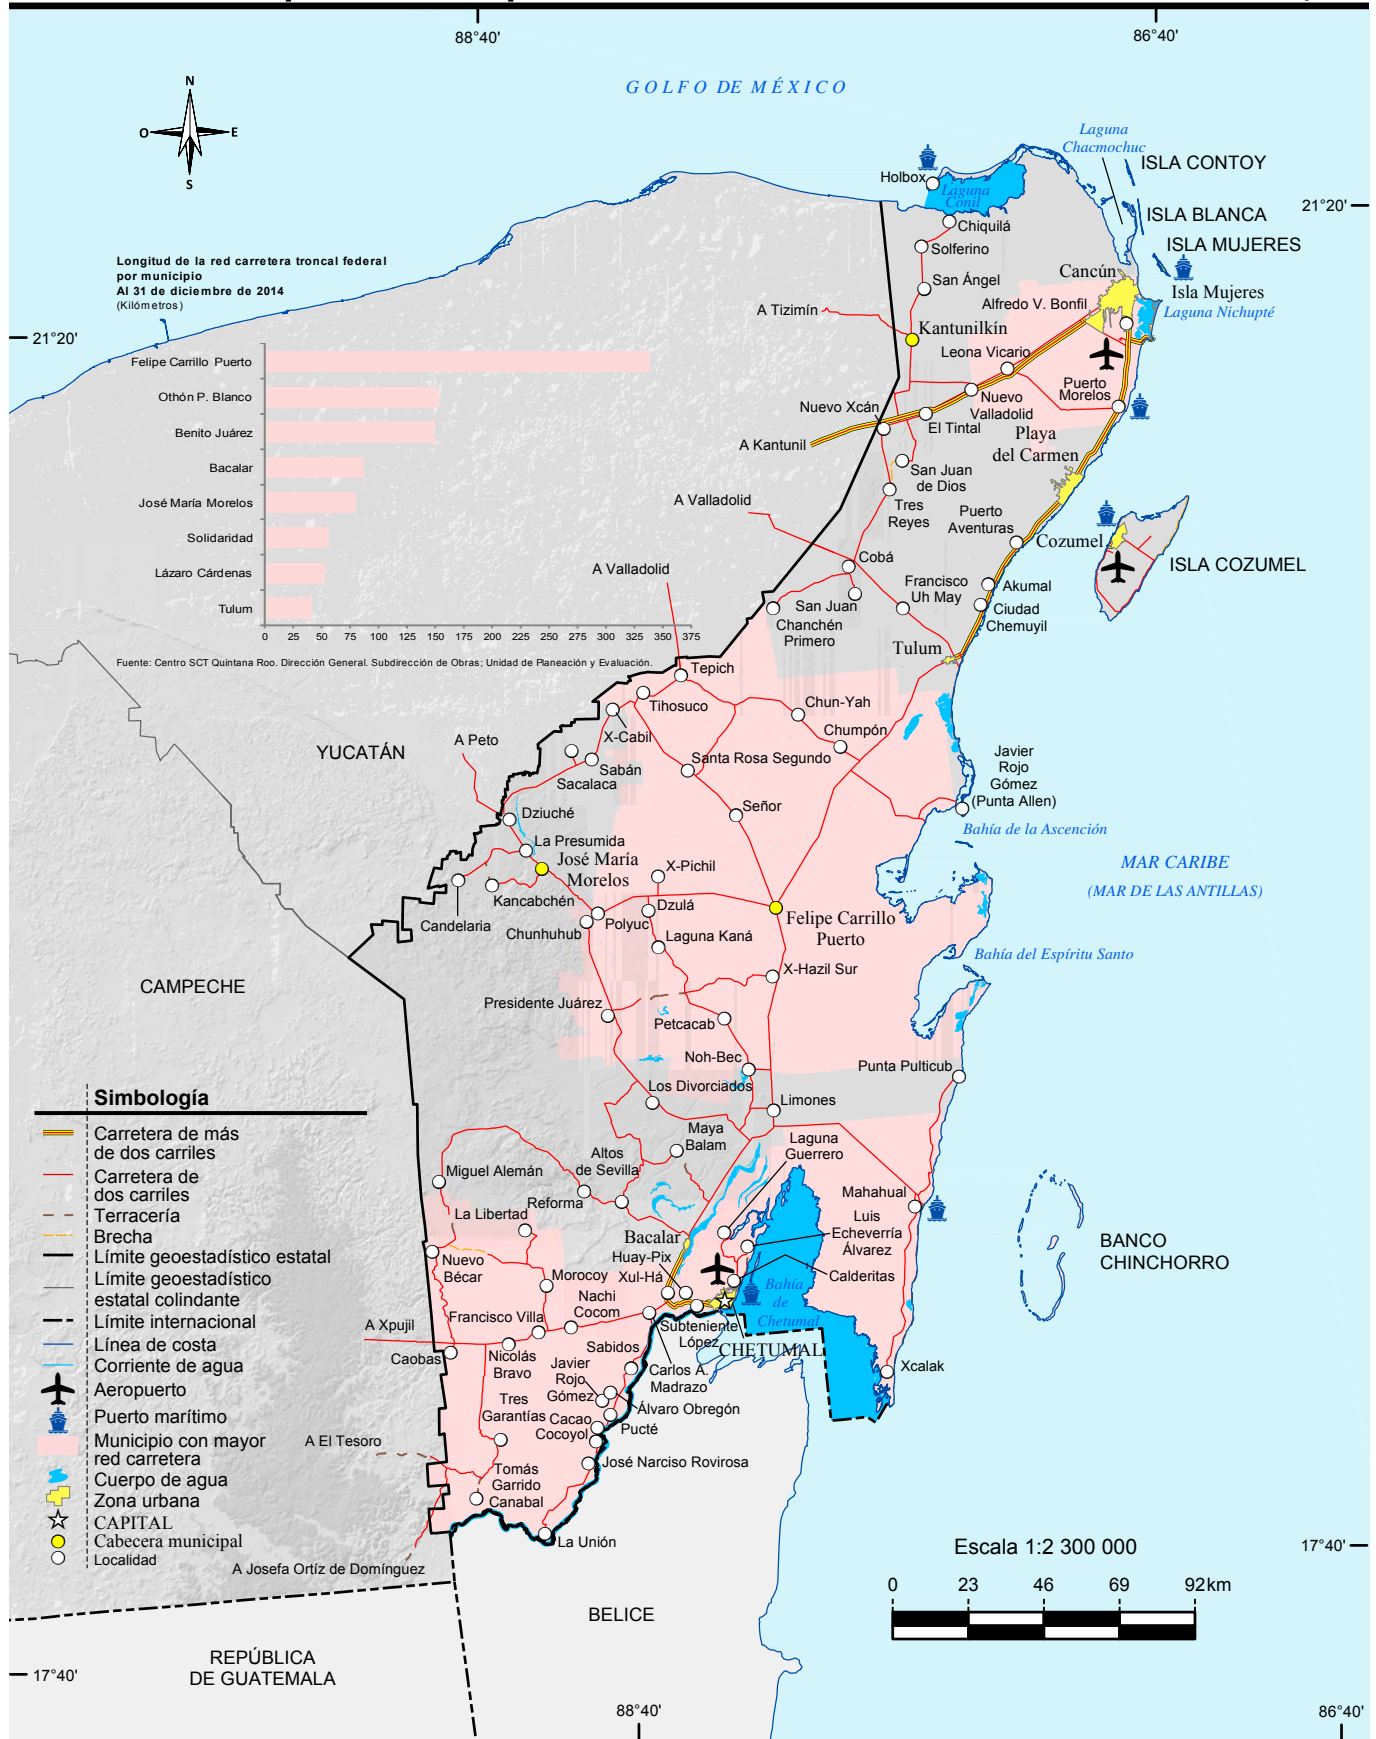 88°40'
86°40'
GOLFO DE MÉXICO
N
O
E
S
Laguna
Chacmochuc
ISLA CONTOY
Holbox
Laguna
Conil
21°20'
ISLA BLANCA
Chiquilá
ISLA MUJERES
Solferino
Longitud de la red carretera troncal federal
por municipio
Al 31 de diciembre de 2014
(Kilómetros)
Cancún
San Ángel
Isla Mujeres
Alfredo V. Bonfil
Laguna Nichupté
A Tizimín
Kantunilkín
21°20'
Leona Vicario
Felipe Carrillo Puerto
Othón P. Blanco
Benito Juárez
Bacalar
José María Morelos
Solidaridad
Lázaro Cárdenas
Tulum
0 25 50 75 100 125 150 175 200 225 250 275 300 325 350 375
Fuente: Centro SCT Quintana Roo. Dirección General. Subdirección de Obras; Unidad de Planeación y Evaluación.
Puerto
Morelos
Nuevo
Valladolid
Nuevo Xcán
El Tintal
A Kantunil
Playa
del Carmen
San Juan
de Dios
A Valladolid
Tres
Reyes
Puerto
Aventuras
Cozumel
ISLA COZUMEL
Cobá
A Valladolid
Francisco
Uh May
Akumal
San Juan
Chanchén
Primero
Ciudad
Chemuyil
Tulum
Tepich
Tihosuco
Chun-Yah
X-Cabil
Chumpón
YUCATÁN
A Peto
Sabán
Sacalaca
Santa Rosa Segundo
Javier
Rojo
Gómez
(Punta Allen)
Dziuché
Señor
Bahía de la Ascención
La Presumida
José María
Morelos
MAR CARIBE
(MAR DE LAS ANTILLAS)
X-Pichil
Kancabchén
Dzulá
Candelaria
Chunhuhub
Polyuc
Felipe Carrillo
Puerto
Laguna Kaná
Bahía del Espíritu Santo
X-Hazil Sur
CAMPECHE
Presidente Juárez
Petcacab
Noh-Bec
Punta Pulticub
Los Divorciados
Limones
Maya
Balam
Laguna
Guerrero
Altos
de Sevilla
Miguel Alemán
Reforma
Mahahual
La Libertad
Luis
Echeverría
Álvarez
Bacalar
Huay-Pix
Xul-Há
BANCO
CHINCHORRO
Nuevo
Bécar
Morocoy
Calderitas
Bahía
de
Chetumal
Nachi
Cocom
Francisco Villa
A Xpujil
Subteniente
López
CHETUMAL
Caobas
Nicolás
Bravo
Sabidos
Carlos A.
Madrazo
Xcalak
Javier
Rojo
Gómez
Tres
Garantías
Álvaro Obregón
Cacao
Cocoyol
Pucté
A El Tesoro
José Narciso Rovirosa
Tomás
Garrido
Canabal
La Unión
A Josefa Ortíz de Domínguez
Simbología
Carretera de más
de dos carriles
Carretera de
dos carriles
Terracería
Brecha
Límite geoestadístico estatal
Límite geoestadístico
estatal colindante
Límite internacional
Línea de costa
Corriente de agua
Aeropuerto
Puerto marítimo
Municipio con mayor
red carretera
Cuerpo de agua
Zona urbana
CAPITAL
Cabecera municipal
Localidad
Escala 1:2 300 000
0 23 46 69 92km
17°40'
BELICE
REPÚBLICA
DE GUATEMALA
17°40'
88°40'
86°40'